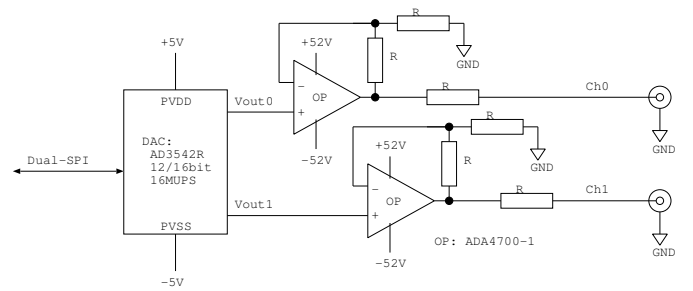 +5V
PVDD
DAC:
AD3542R
12/16bit
16MUPS
PVSS
-5V
Dual-SPI
Vout0
Vout1
+52V
-
OP
+
-52V
R
R
GND
R
Ch0
GND
+52V
-
OP
+
-52V
R
R
GND
R
Ch1
GND
OP: ADA4700-1